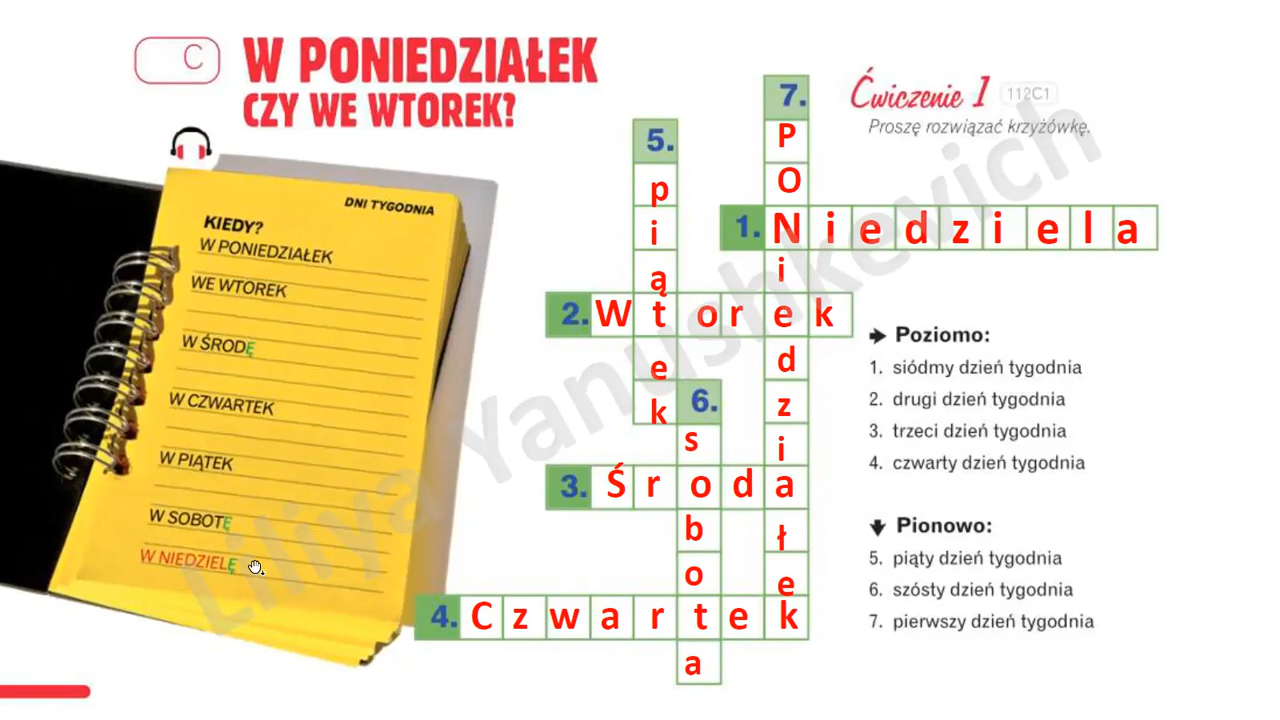 C
W PONIEDZIAŁEK
CZY WE WTOREK?
DNI TYGODNIA
KIEDY?
W PONIEDZIAŁEK
WE WTOREK
W ŚRODĘ
W CZWARTEK
W PIĄTEK
W SOBOTĘ
W NIEDZIELĘ
Ćwiczenie 1 112C1
Proszę rozwiązać krzyżówkę.
1. Niedziela
2. Wtorek
3. Środa
4. Czwartek
5. piątek
6. sobota
7. PONiedziałek
Poziomo:
1. siódmy dzień tygodnia
2. drugi dzień tygodnia
3. trzeci dzień tygodnia
4. czwarty dzień tygodnia
Pionowo:
5. piąty dzień tygodnia
6. szósty dzień tygodnia
7. pierwszy dzień tygodnia
Liliya Yanushkevich